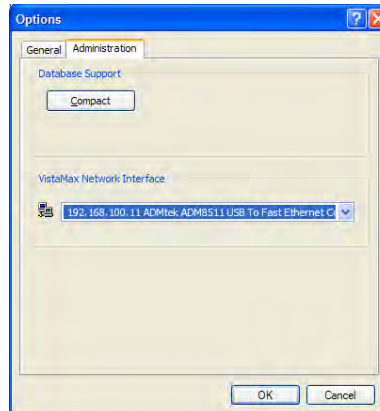 Options
General Administration
Database Support
Compact
VistaMax Network Interface
192.168.100.11 ADMtek ADM8511 USB To Fast Ethernet
OK Cancel